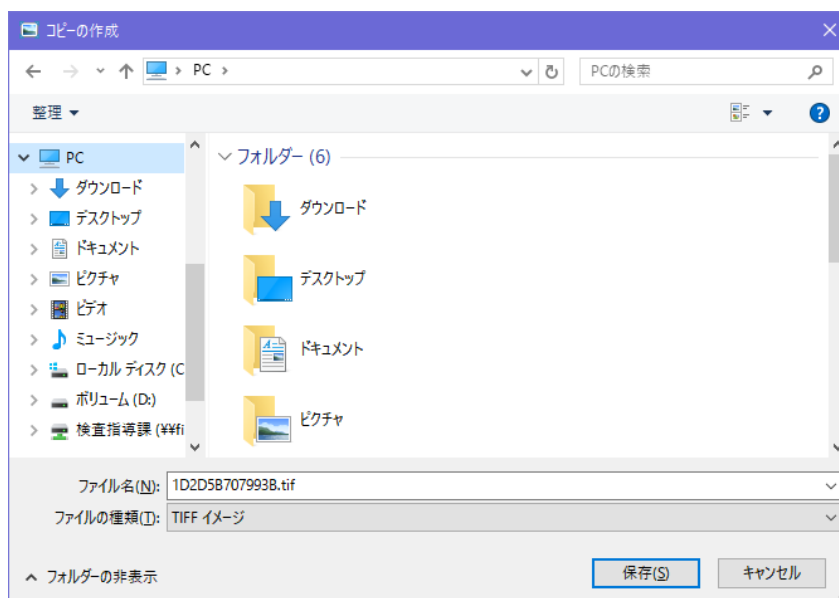 コピーの作成
PC
PCの検索
整理
PC
ダウンロード
デスクトップ
ドキュメント
ピクチャ
ビデオ
ミュージック
ローカル ディスク (C
ボリューム (D:)
検査指導課 (¥¥fi
フォルダー (6)
ダウンロード
デスクトップ
ドキュメント
ピクチャ
ファイル名(N): 1D2D5B707993B.tif
ファイルの種類(T): TIFF イメージ
フォルダーの非表示
保存(S)
キャンセル